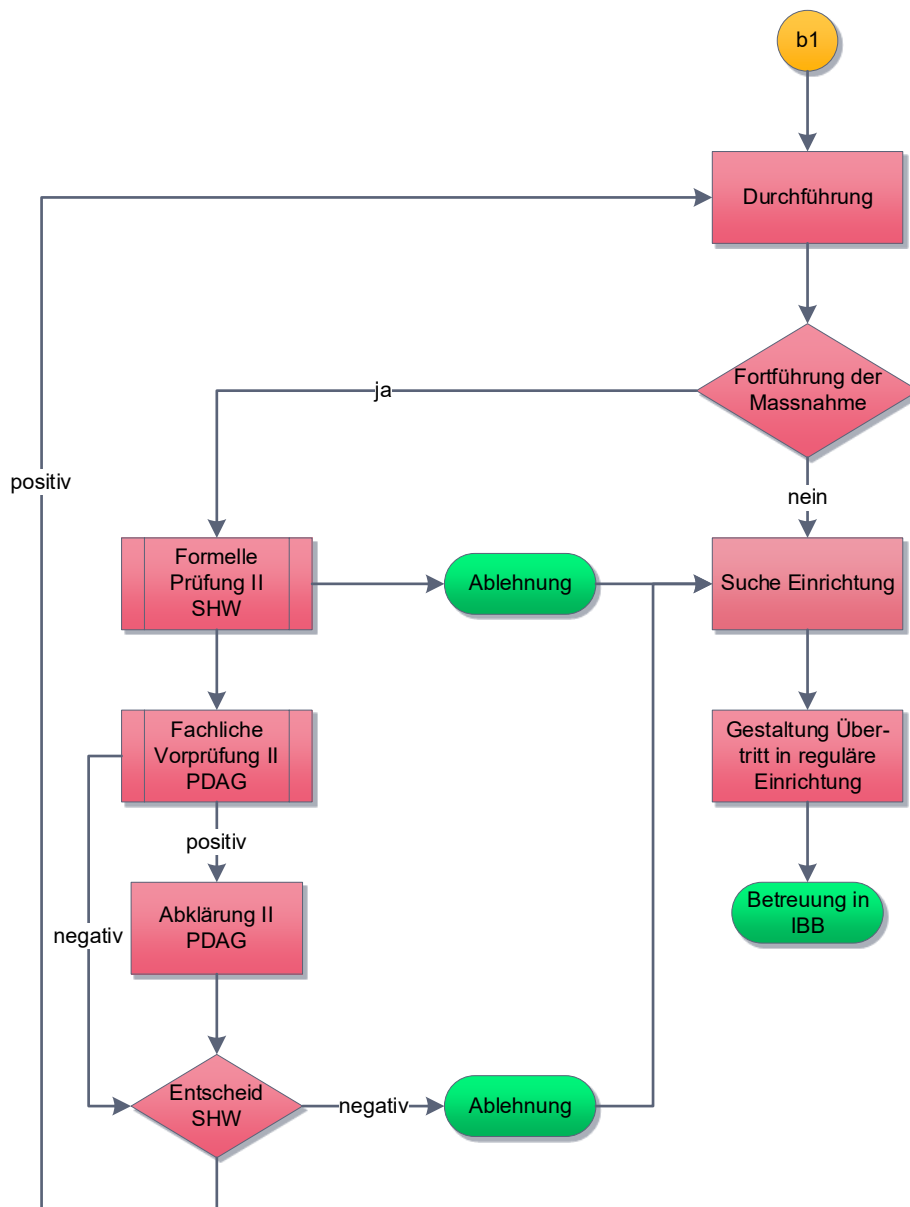 b1
Durchführung
Fortführung der
Massnahme
ja
positiv
nein
Formelle
Prüfung II
SHW
Ablehnung
Suche Einrichtung
Fachliche
Vorprüfung II
PDAG
Gestaltung Über-
tritt in reguläre
Einrichtung
positiv
Abklärung II
PDAG
negativ
Betreuung in
IBB
Entscheid
SHW
negativ
Ablehnung